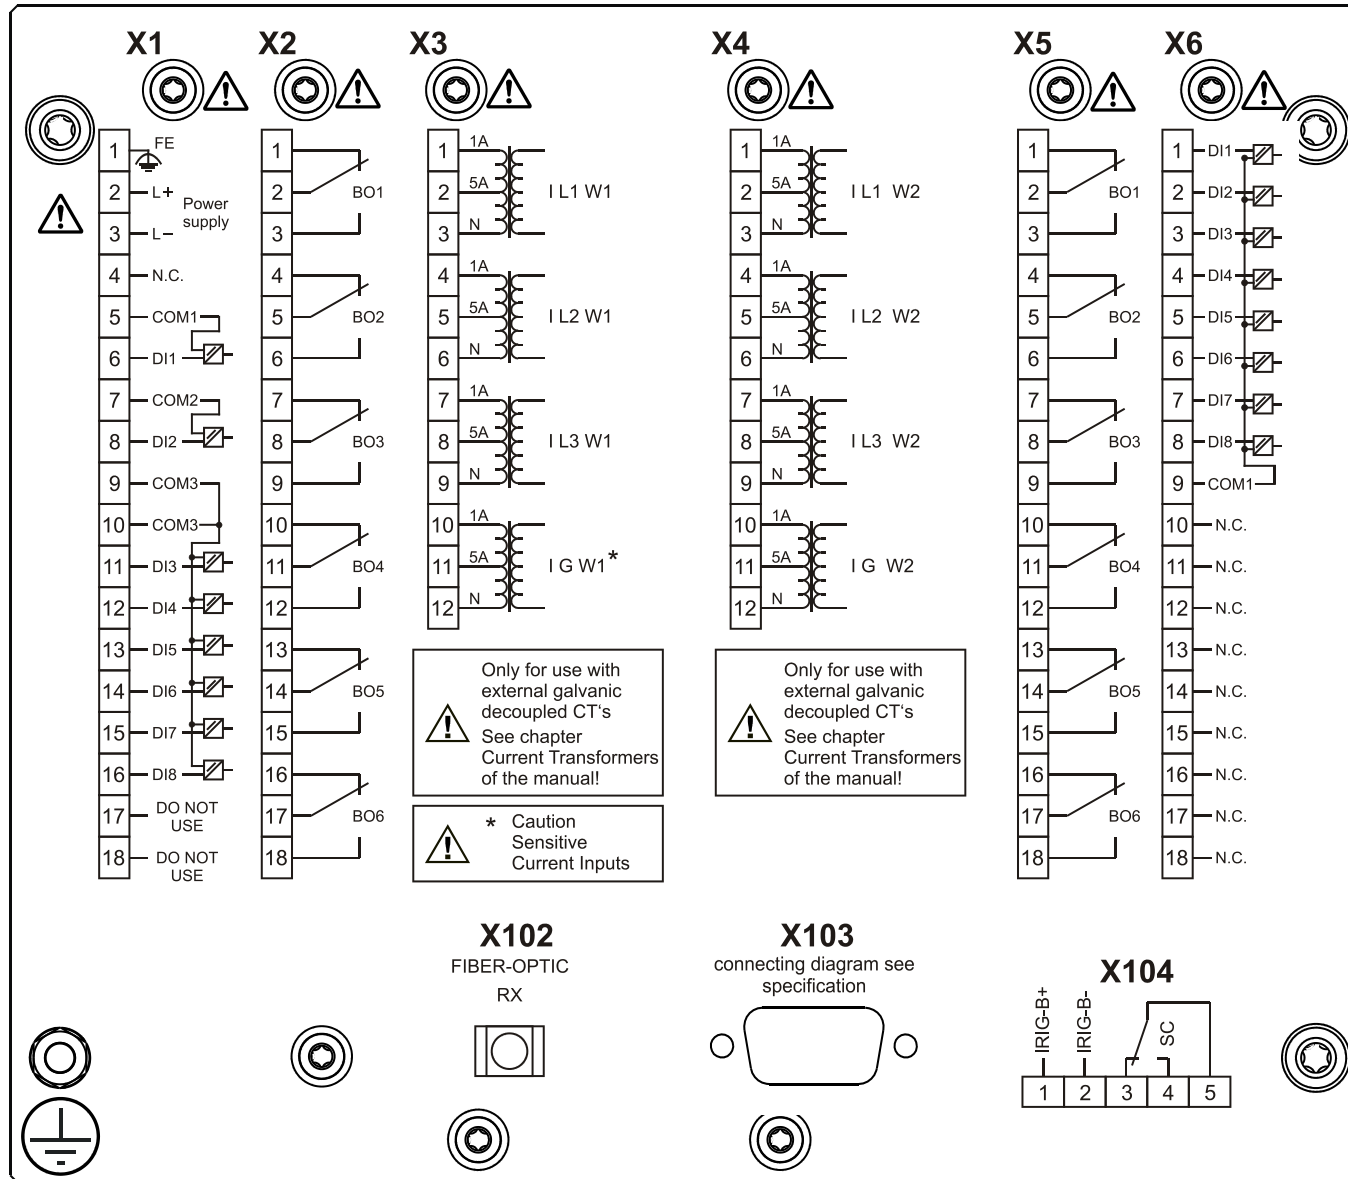 X1
1 FE
2 L+ Power
supply
3 L–
4 N.C.
5 COM1
6 DI1
7 COM2
8 DI2
9 COM3
10 COM3
11 DI3
12 DI4
13 DI5
14 DI6
15 DI7
16 DI8
17 DO NOT
USE
18 DO NOT
USE
X2
1
2 BO1
3
4
5 BO2
6
7
8 BO3
9
10
11 BO4
12
13
14 BO5
15
16
17 BO6
18
X3
1 1A
2 5A I L1 W1
3 N
4 1A
5 5A I L2 W1
6 N
7 1A
8 5A I L3 W1
9 N
10 1A
11 5A I G W1*
12 N
Only for use with
external galvanic
decoupled CT‘s
See chapter
Current Transformers
of the manual!
* Caution
Sensitive
Current Inputs
X4
1 1A
2 5A I L1 W2
3 N
4 1A
5 5A I L2 W2
6 N
7 1A
8 5A I L3 W2
9 N
10 1A
11 5A I G W2
12 N
Only for use with
external galvanic
decoupled CT‘s
See chapter
Current Transformers
of the manual!
X5
1
2 BO1
3
4
5 BO2
6
7
8 BO3
9
10
11 BO4
12
13
14 BO5
15
16
17 BO6
18
X6
1 DI1
2 DI2
3 DI3
4 DI4
5 DI5
6 DI6
7 DI7
8 DI8
9 COM1
10 N.C.
11 N.C.
12 N.C.
13 N.C.
14 N.C.
15 N.C.
16 N.C.
17 N.C.
18 N.C.
X102
FIBER-OPTIC
RX
X103
connecting diagram see
specification
X104
IRIG-B+
IRIG-B-
SC
1 2 3 4 5